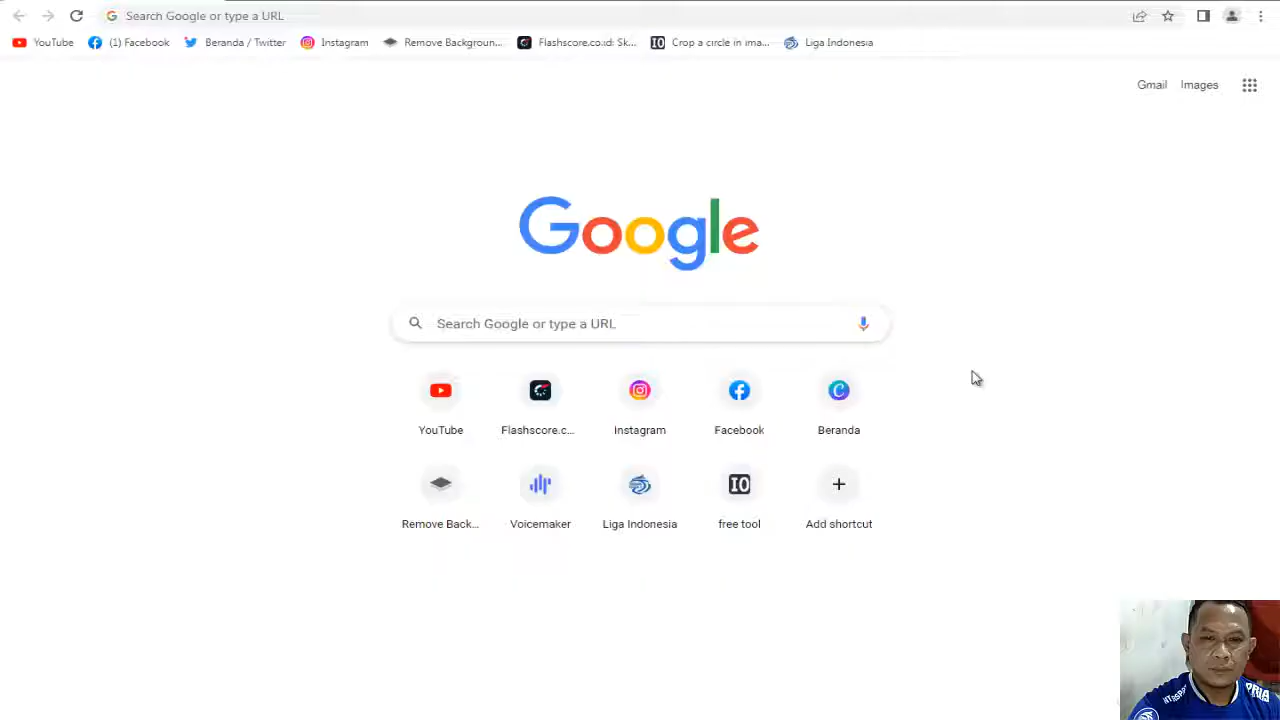 Search Google or type a URL
YouTube (1) Facebook Beranda / Twitter Instagram Remove Backgroun... Flashscore.co.id: Sk... Crop a circle in ima... Liga Indonesia
Gmail Images
Google
Search Google or type a URL
YouTube Flashscore.c... Instagram Facebook Beranda
Remove Back... Voicemaker Liga Indonesia free tool Add shortcut